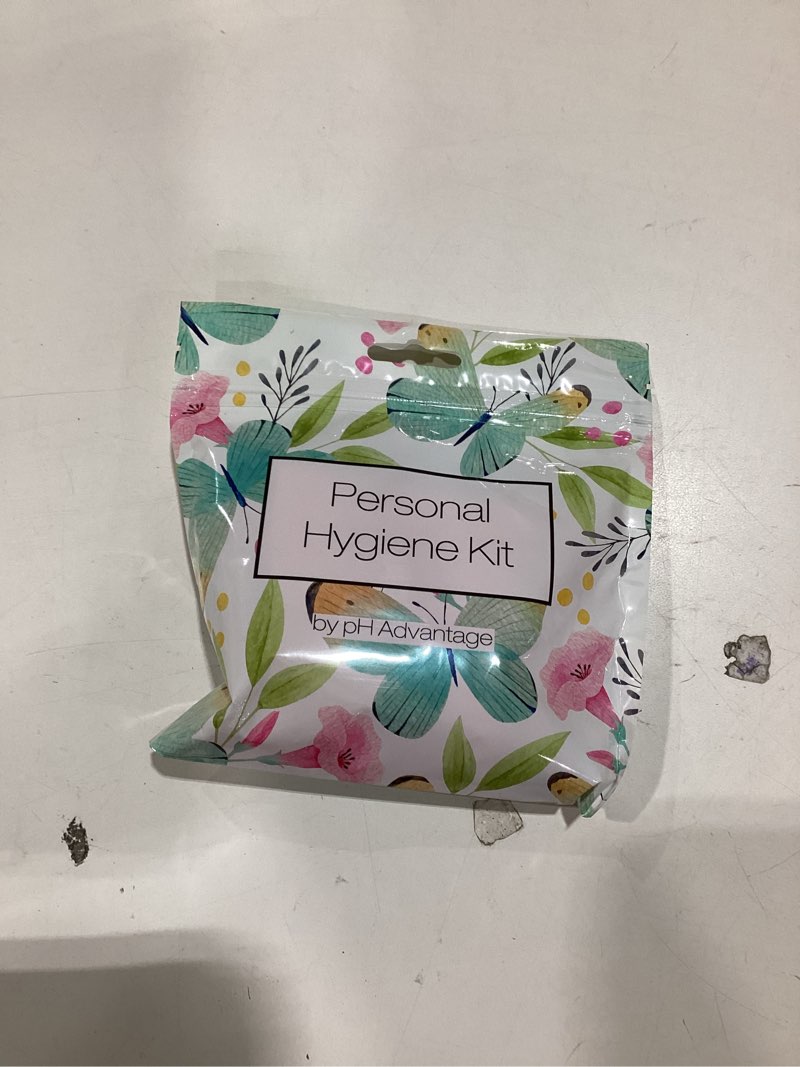 Personal
Hygiene Kit
by pH Advantage